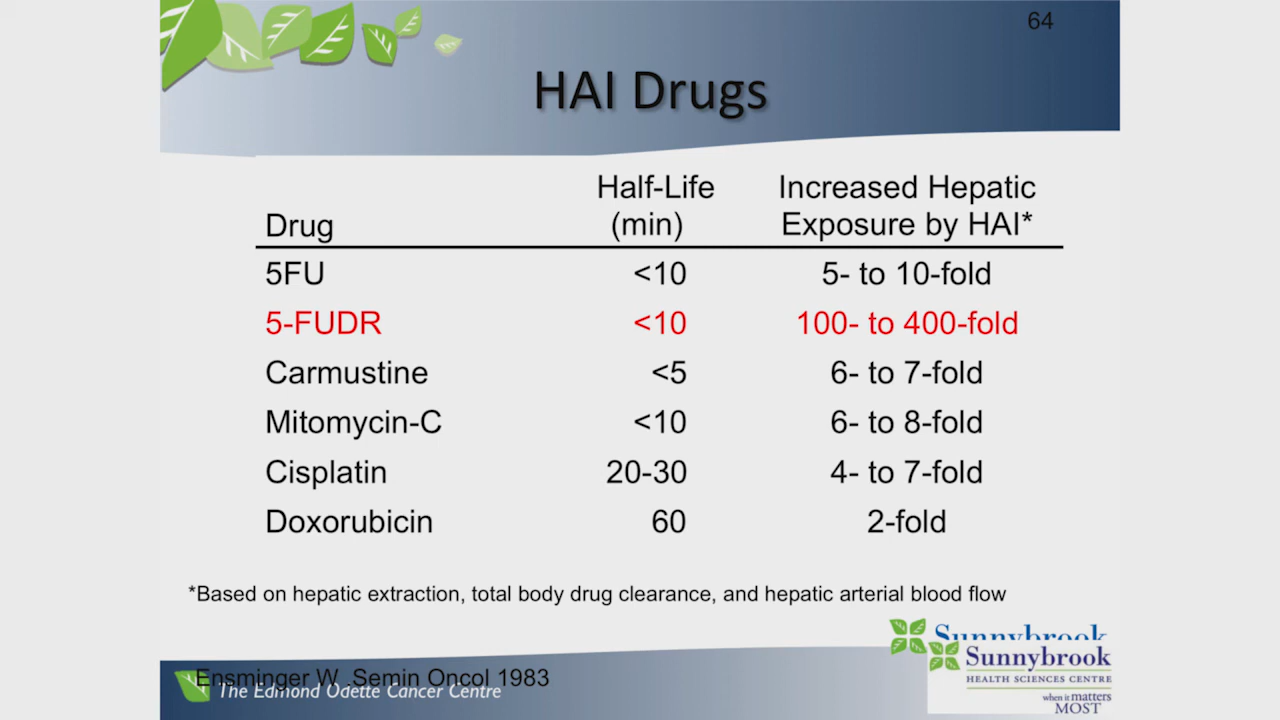 64
HAI Drugs
Drug Half-Life (min) Increased Hepatic Exposure by HAI*
5FU <10 5- to 10-fold
5-FUDR <10 100- to 400-fold
Carmustine <5 6- to 7-fold
Mitomycin-C <10 6- to 8-fold
Cisplatin 20-30 4- to 7-fold
Doxorubicin 60 2-fold
*Based on hepatic extraction, total body drug clearance, and hepatic arterial blood flow
Sunnybrook
Sunnybrook
HEALTH SCIENCES CENTRE
when it matters
MOST
Ensminger W. Semin Oncol 1983
The Edmond Odette Cancer Centre